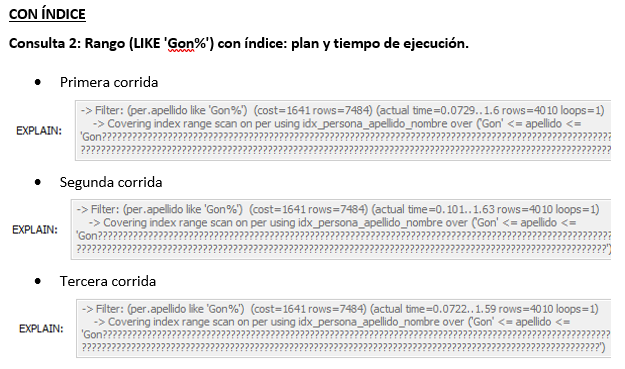 CON ÍNDICE
Consulta 2: Rango (LIKE 'Gon%') con índice: plan y tiempo de ejecución.
• Primera corrida
EXPLAIN:
-> Filter: (per.apellido like 'Gon%') (cost=1641 rows=7484) (actual time=0.0729..1.6 rows=4010 loops=1)
-> Covering index range scan on per using idx_persona_apellido_nombre over ('Gon' <= apellido <=
'Gon????????????????????????????????????????????????????????????????????????????????????????????????
?????????????????????????????????????????????????????????????????????????????????????????????????????
• Segunda corrida
EXPLAIN:
-> Filter: (per.apellido like 'Gon%') (cost=1641 rows=7484) (actual time=0.101..1.63 rows=4010 loops=1)
-> Covering index range scan on per using idx_persona_apellido_nombre over ('Gon' <= apellido <=
'Gon????????????????????????????????????????????????????????????????????????????????????????????????
????????????????????????????????????????????????????????????????????????????????????????????????????')
• Tercera corrida
EXPLAIN:
-> Filter: (per.apellido like 'Gon%') (cost=1641 rows=7484) (actual time=0.0722..1.59 rows=4010 loops=1)
-> Covering index range scan on per using idx_persona_apellido_nombre over ('Gon' <= apellido <=
'Gon????????????????????????????????????????????????????????????????????????????????????????????????
??????????????????????????????????????????????????????????????????????????????????????????????????')